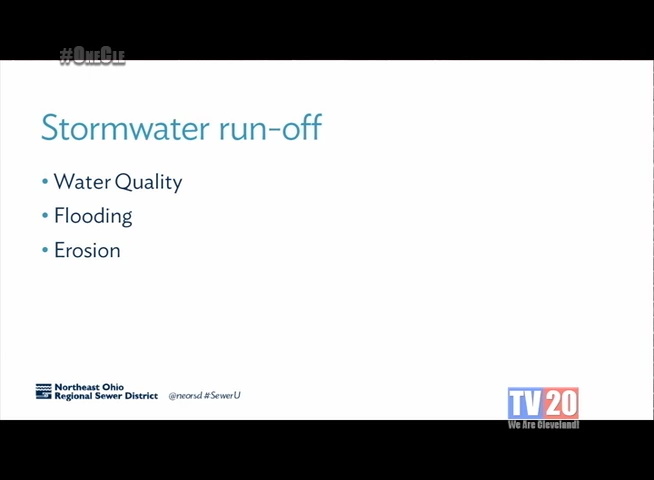 #OneCle
Stormwater run-off
• Water Quality
• Flooding
• Erosion
Northeast Ohio
Regional Sewer District
@neorsd #SewerU
TV20
We Are Cleveland!